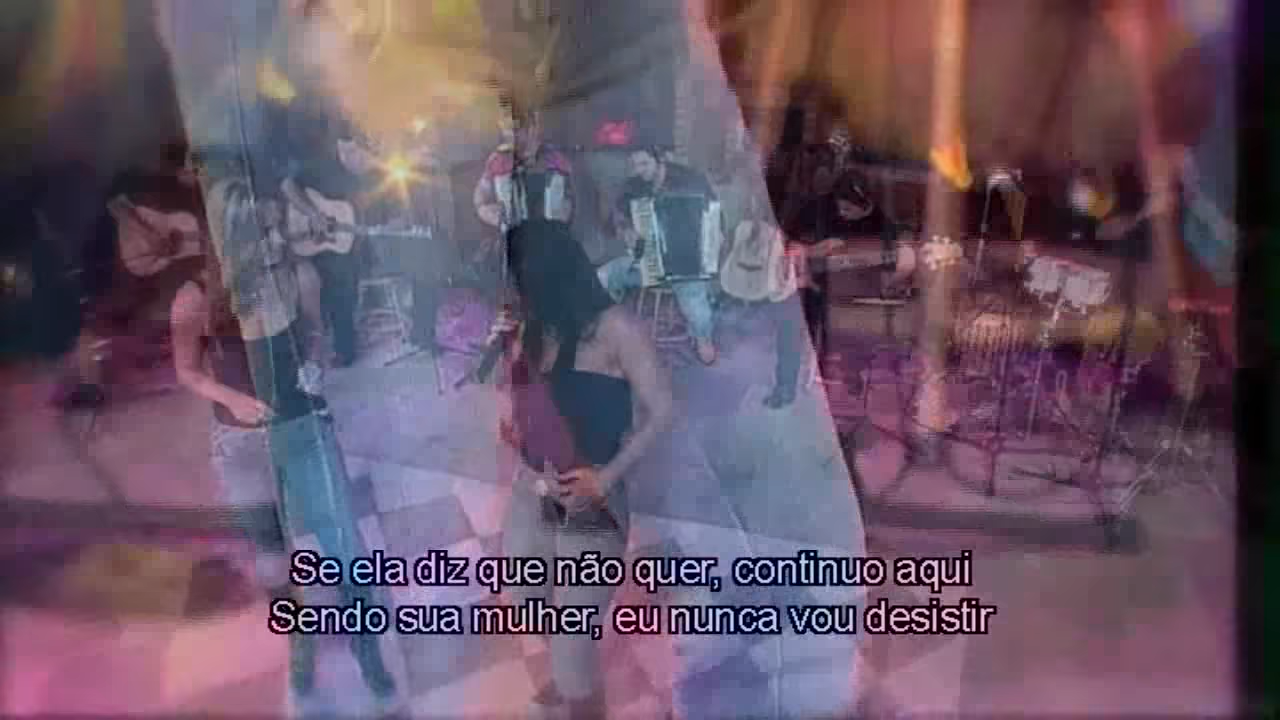 Se ela diz que não quer, continuo aqui
Sendo sua mulher, eu nunca vou desistir